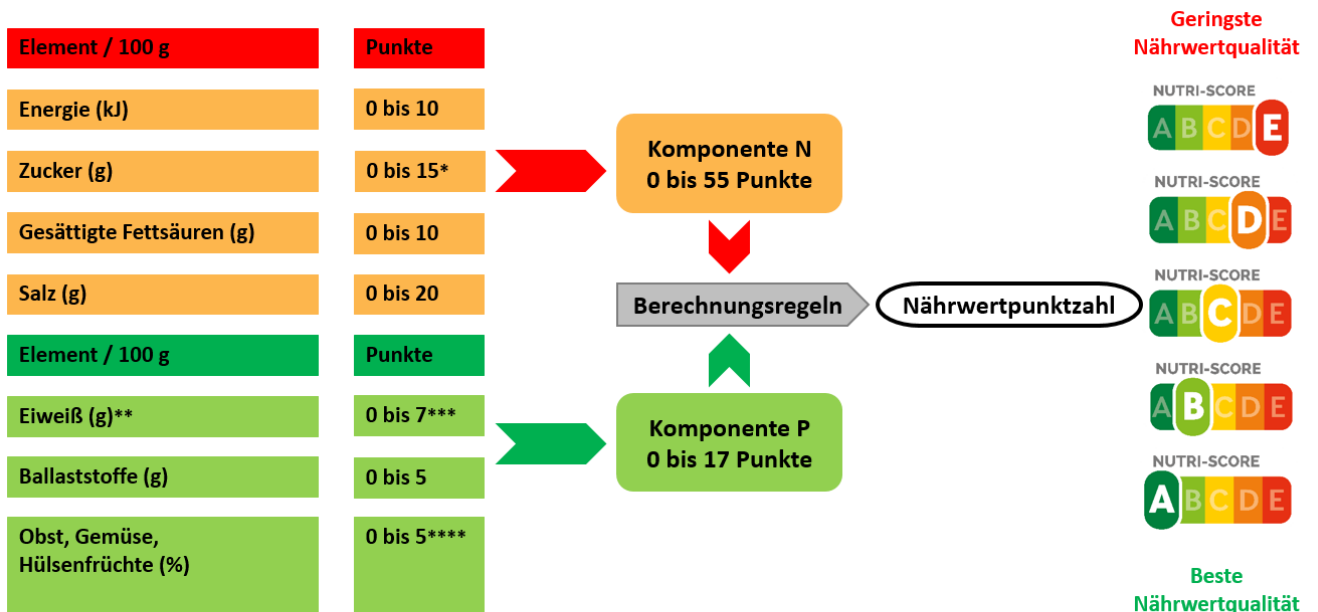 Element / 100 g
Punkte
Energie (kJ)
0 bis 10
Zucker (g)
0 bis 15*
Gesättigte Fettsäuren (g)
0 bis 10
Salz (g)
0 bis 20
Element / 100 g
Punkte
Eiweiß (g)**
0 bis 7***
Ballaststoffe (g)
0 bis 5
Obst, Gemüse,
Hülsenfrüchte (%)
0 bis 5****
Komponente N
0 bis 55 Punkte
Berechnungsregeln
Komponente P
0 bis 17 Punkte
Nährwertpunktzahl
Geringste
Nährwertqualität
NUTRI-SCORE
A B C D E
NUTRI-SCORE
A B C D E
NUTRI-SCORE
A B C D E
NUTRI-SCORE
A B C D E
NUTRI-SCORE
A B C D E
Beste
Nährwertqualität